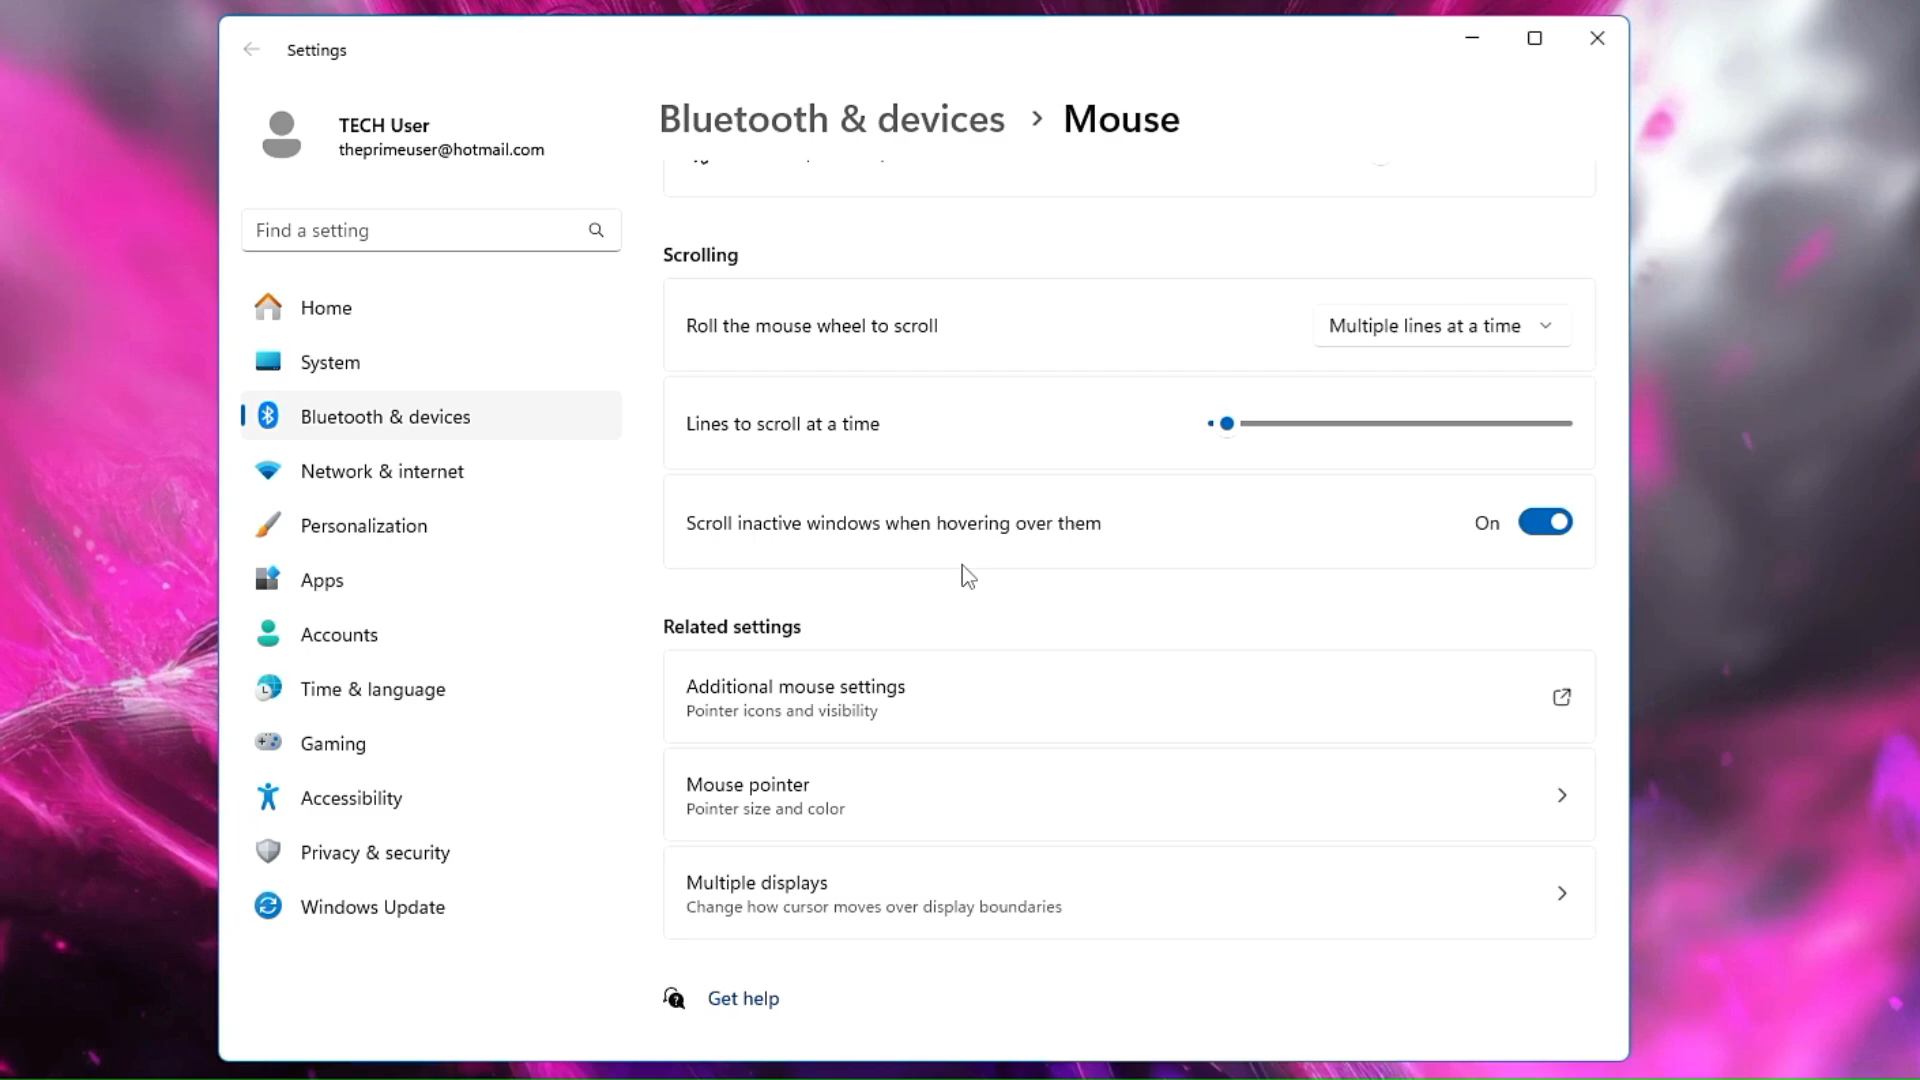 Settings
TECH User
theprimeuser@hotmail.com
Find a setting
Home
System
Bluetooth & devices
Network & internet
Personalization
Apps
Accounts
Time & language
Gaming
Accessibility
Privacy & security
Windows Update
Bluetooth & devices › Mouse
Scrolling
Roll the mouse wheel to scroll
Multiple lines at a time
Lines to scroll at a time
Scroll inactive windows when hovering over them
On
Related settings
Additional mouse settings
Pointer icons and visibility
Mouse pointer
Pointer size and color
Multiple displays
Change how cursor moves over display boundaries
Get help